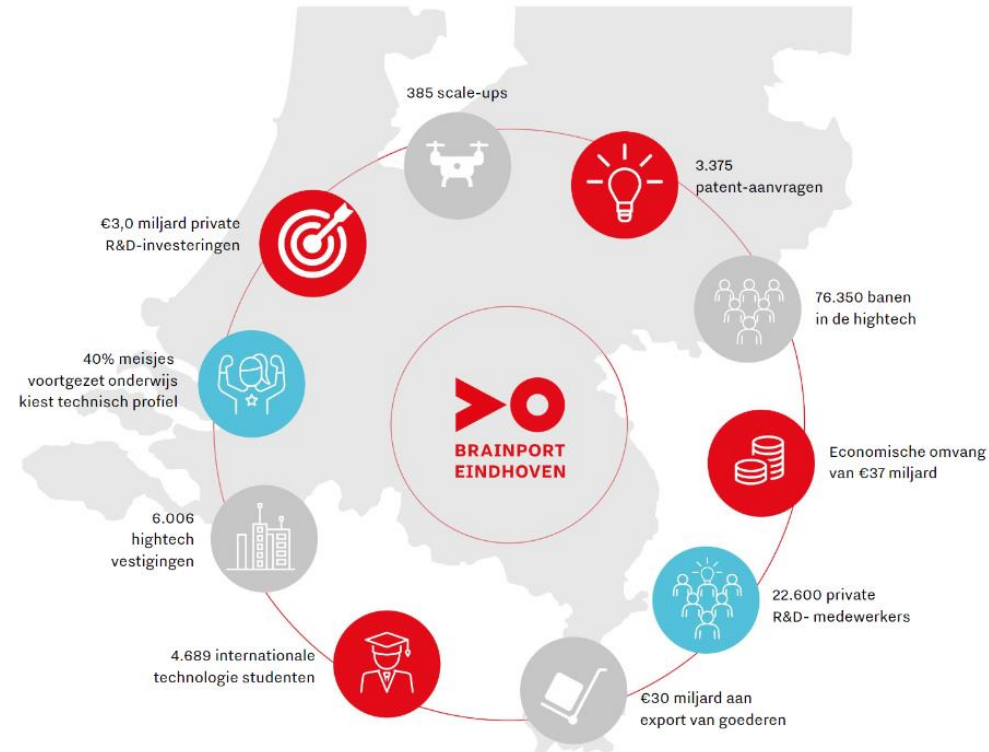 385 scale-ups
3.375
patent-aanvragen
€3,0 miljard private
R&D-investeringen
76.350 banen
in de hightech
40% meisjes
voortgezet onderwijs
kiest technisch profiel
BRAINPORT
EINDHOVEN
Economische omvang
van €37 miljard
6.006
hightech
vestigingen
22.600 private
R&D- medewerkers
4.689 internationale
technologie studenten
€30 miljard aan
export van goederen